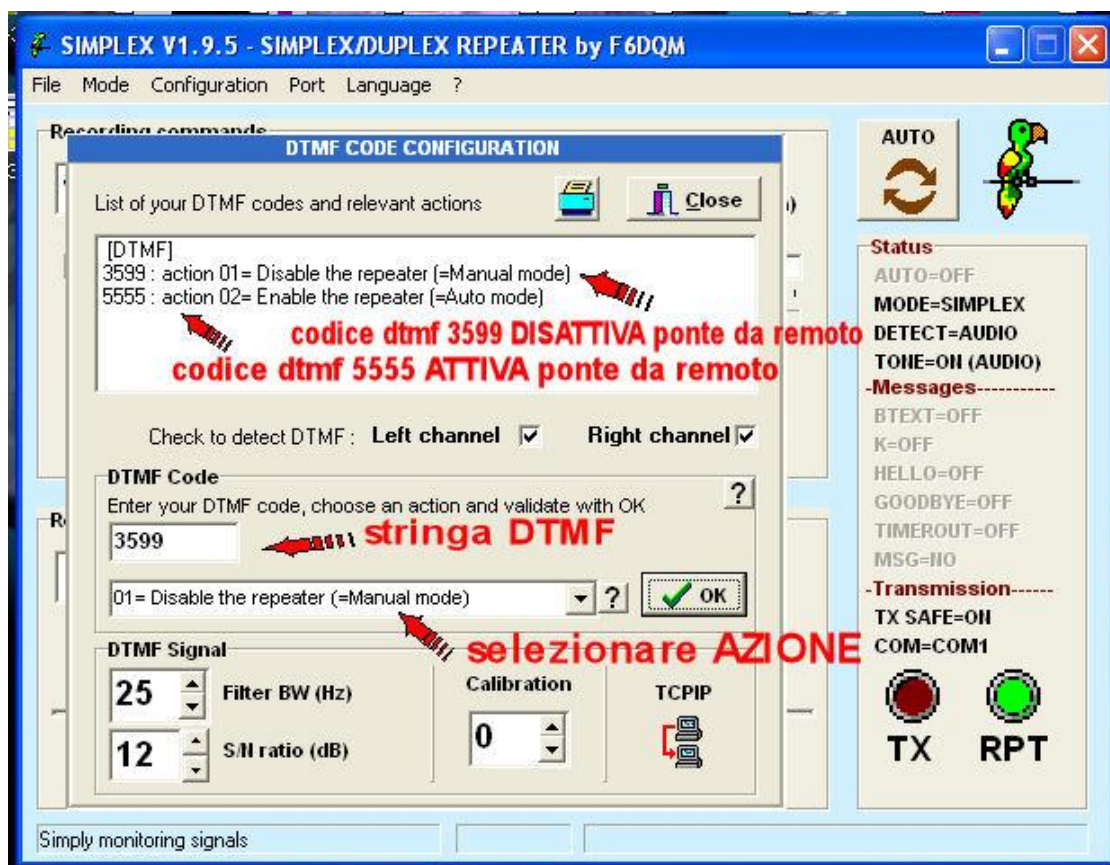 SIMPLEX V1.9.5 - SIMPLEX/DUPLEX REPEATER by F6DQM
File Mode Configuration Port Language ?
Recording commands
DTMF CODE CONFIGURATION
List of your DTMF codes and relevant actions
Close
[DTMF]
3599 : action 01= Disable the repeater (=Manual mode)
5555 : action 02= Enable the repeater (=Auto mode)
codice dtmf 3599 DISATTIVA ponte da remoto
codice dtmf 5555 ATTIVA ponte da remoto
Check to detect DTMF : Left channel Right channel
DTMF Code
Enter your DTMF code, choose an action and validate with OK
?
3599
stringa DTMF
01= Disable the repeater (=Manual mode)
?
OK
selezionare AZIONE
DTMF Signal
25 Filter BW (Hz)
12 S/N ratio (dB)
Calibration
0
TCPIP
AUTO
Status
AUTO=OFF
MODE=SIMPLEX
DETECT=AUDIO
TONE=ON (AUDIO)
-Messages-----------
BTEXT=OFF
K=OFF
HELLO=OFF
GOODBYE=OFF
TIMEROUT=OFF
MSG=NO
-Transmission------
TX SAFE=ON
COM=COM1
TX RPT
Simply monitoring signals